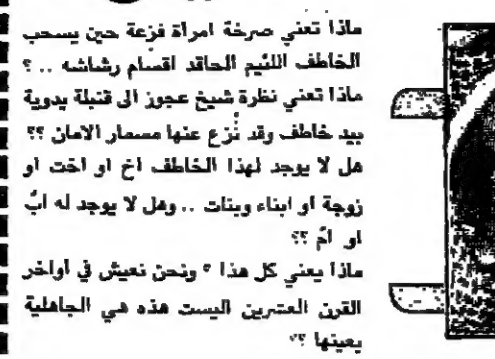 ماذا تعني صرخة امرأة فزعة حين يسحب
الخاطف اللئيم الحاقد اقسام رشاشه .. ؟
ماذا تعني نظرة شيخ عجوز الى قنبلة يدوية
بيد خاطف وقد نُزع عنها مسمار الامان ؟؟
هل لا يوجد لهذا الخاطف اخ او اخت او
زوجة او ابناء وبنات .. وهل لا يوجد له ابٌ
او امٌ ؟؟
ماذا يعني كل هذا ؟ ونحن نعيش في اواخر
القرن العشرين اليست هذه هي الجاهلية
بعينها ؟؟